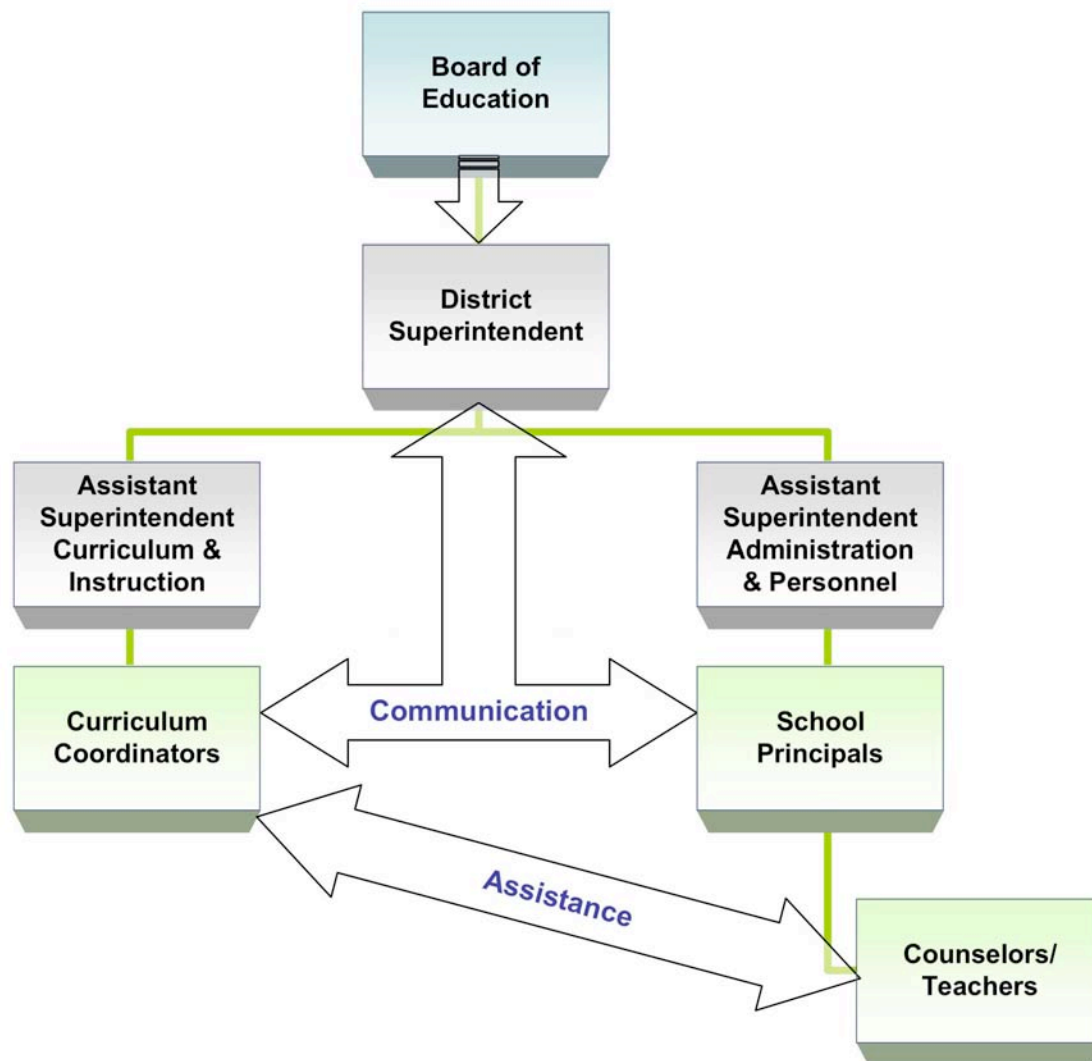 Board of
Education
District
Superintendent
Assistant
Superintendent
Curriculum &
Instruction
Assistant
Superintendent
Administration
& Personnel
Curriculum
Coordinators
Communication
School
Principals
Assistance
Counselors/
Teachers